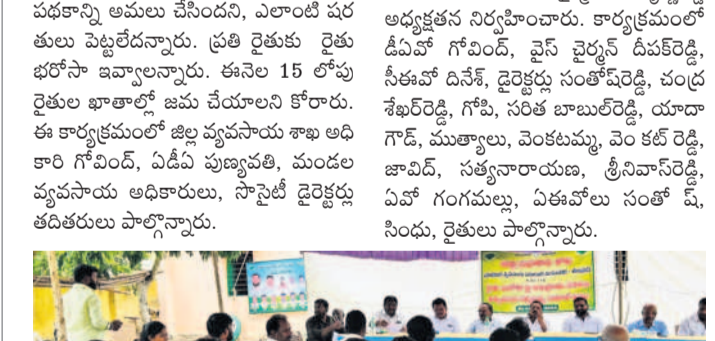 పథకాన్ని అమలు చేసిందని, ఎలాంటి షర
తులు పెట్టలేదన్నారు. ప్రతి రైతుకు రైతు
భరోసా ఇవ్వాలన్నారు. ఈనెల 15 లోపు
రైతుల ఖాతాల్లో జమ చేయాలని కోరారు.
ఈ కార్యక్రమంలో జిల్ల వ్యవసాయ శాఖ అధి
కారి గోవింద్, ఏడీఏ పుణ్యవతి, మండల
వ్యవసాయ అధికారులు, సొసైటీ డైరెక్టర్లు
తదితరులు పాల్గొన్నారు.
అధ్యక్షతన నిర్వహించారు. కార్యక్రమంలో
డీఏవో గోవింద్, వైస్ చైర్మన్ దీపక్‌రెడ్డి,
సీఈవో దినేశ్, డైరెక్టర్లు సంతోష్‌రెడ్డి, చంద్ర
శేఖర్‌రెడ్డి, గోపి, సరిత బాబుల్‌రెడ్డి, యాదా
గౌడ్, ముత్యాలు, వెంకటమ్మ, వెం కట్ రెడ్డి,
జావిద్, సత్యనారాయణ, శ్రీనివాస్‌రెడ్డి,
ఏవో గంగమల్లు, ఏఈవోలు సంతో ష్,
సింధు, రైతులు పాల్గొన్నారు.